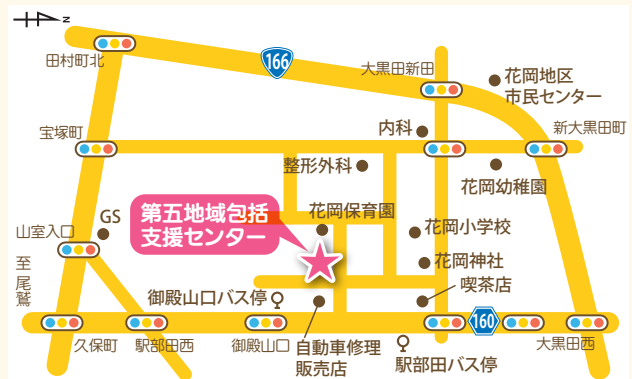 N
田村町北
166
大黒田新田
花岡地区
市民センター
宝塚町
内科
新大黒田町
整形外科
花岡幼稚園
第五地域包括
支援センター
花岡保育園
GS
花岡小学校
山室入口
花岡神社
至
尾
鷲
御殿山口バス停
喫茶店
160
久保町
駅部田西
御殿山口
自動車修理
販売店
駅部田バス停
大黒田西